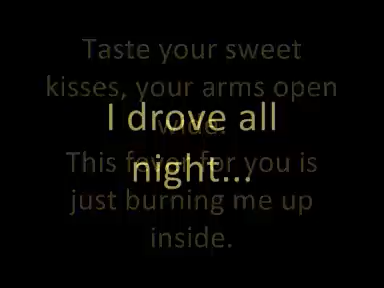 Taste your sweet
kisses, your arms open
wide.
This fever for you is
just burning me up
inside.
I drove all
night...